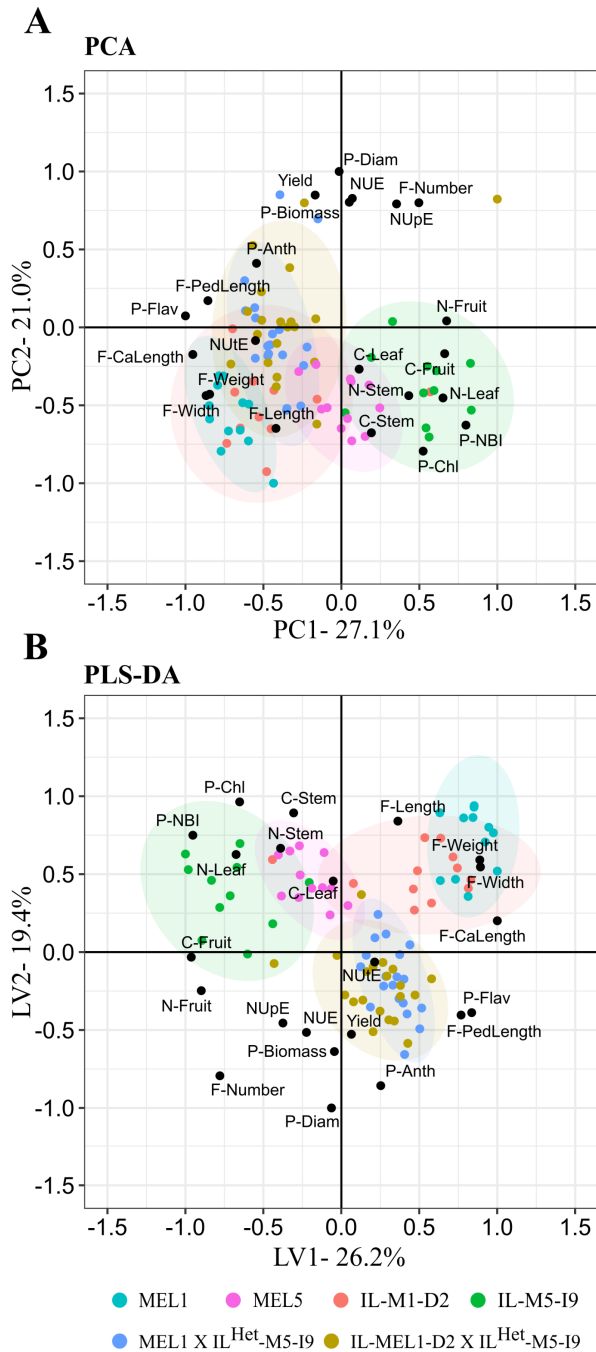 A
PCA
1.5
P-Diam
1.0
Yield
NUE
F-Number
P-Biomass
NUpE
0.5
P-Anth
F-PedLength
P-Flav
N-Fruit
0.0
NUtE
F-CaLength
C-Leaf
C-Fruit
F-Weight
N-Stem
N-Leaf
-0.5
F-Width
F-Length
C-Stem
P-NBI
P-Chl
-1.0
-1.5
PC2- 21.0%
-1.5 -1.0 -0.5 0.0 0.5 1.0 1.5
PC1- 27.1%
B
PLS-DA
1.5
1.0
P-Chl
C-Stem
P-NBI
F-Length
N-Stem
F-Weight
0.5
N-Leaf
C-Leaf
F-Width
F-CaLength
C-Fruit
0.0
NUtE
N-Fruit
P-Flav
NUpE
NUE
Yield
F-PedLength
-0.5
P-Biomass
P-Anth
F-Number
P-Diam
-1.0
-1.5
LV2- 19.4%
-1.5 -1.0 -0.5 0.0 0.5 1.0 1.5
LV1- 26.2%
MEL1 MEL5 IL-M1-D2 IL-M5-I9
MEL1 X ILHet-M5-I9 IL-MEL1-D2 X ILHet-M5-I9